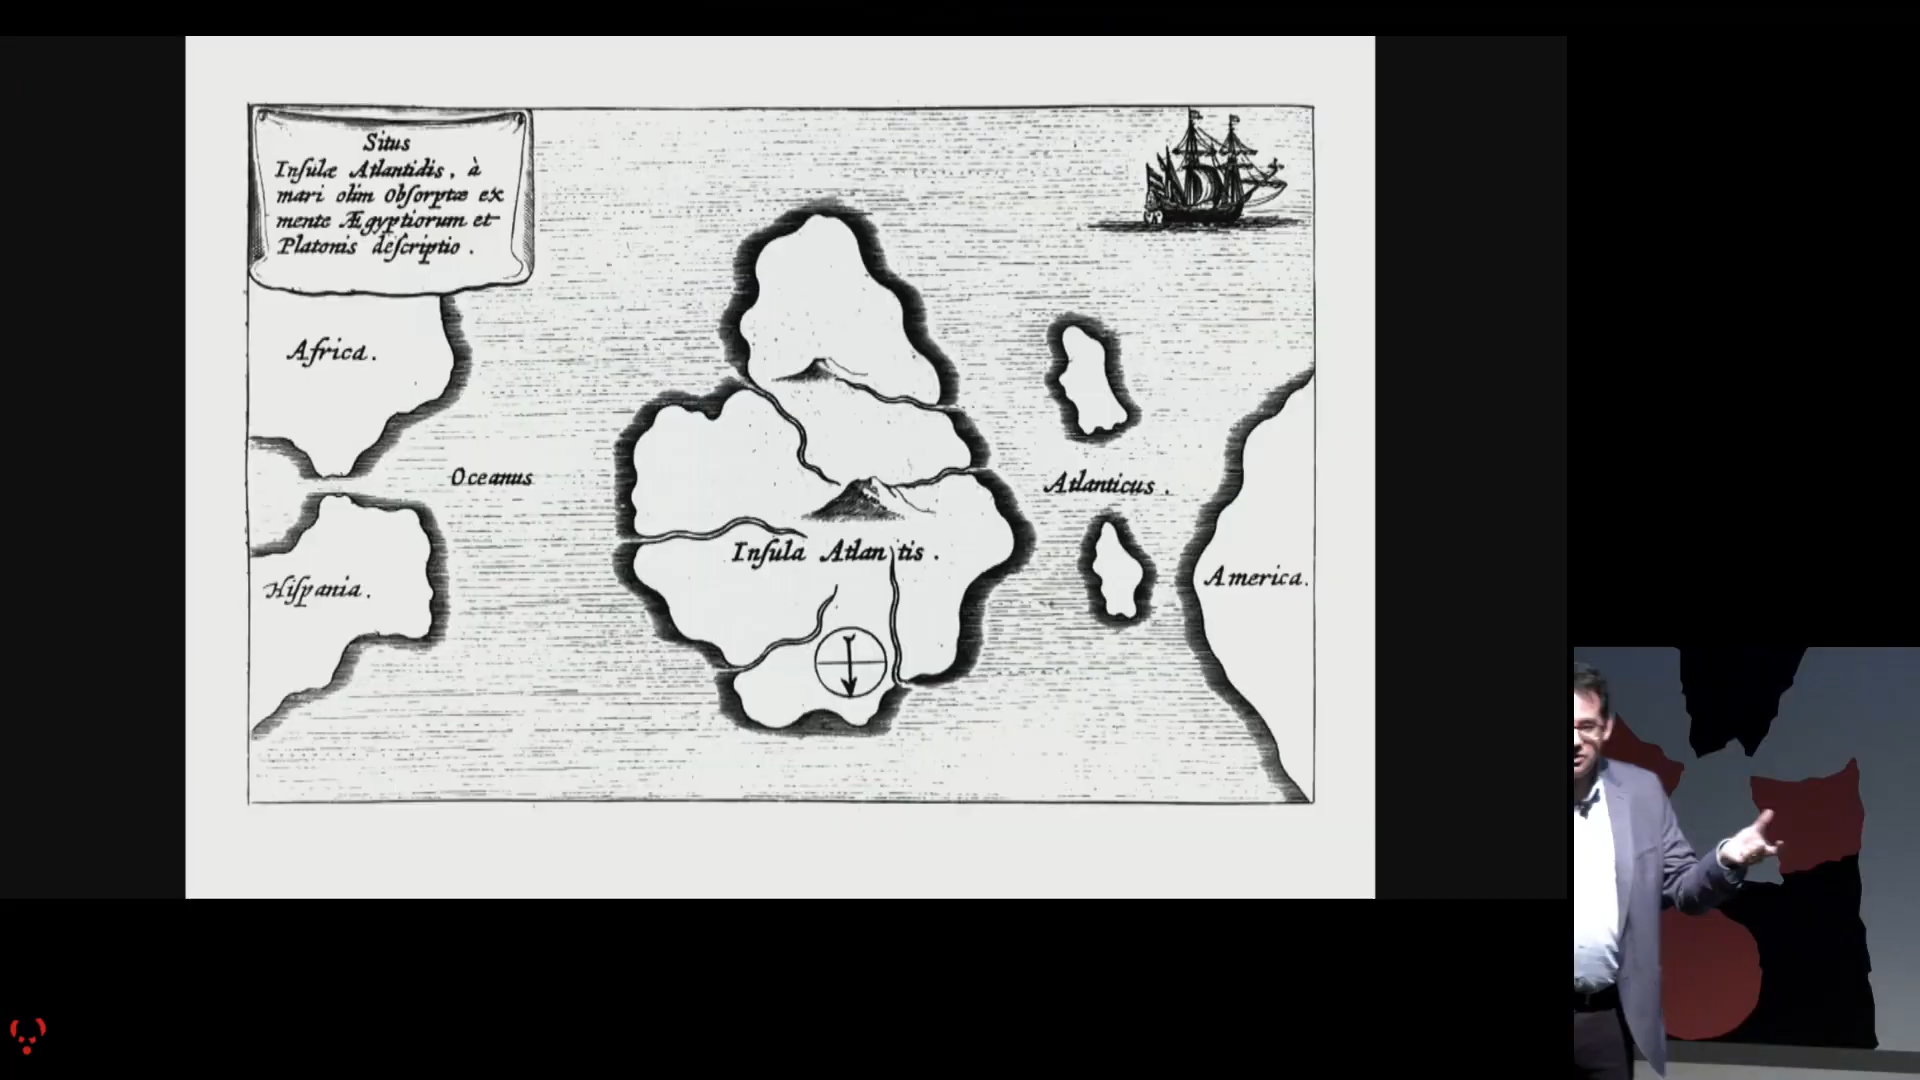 Situs
Inſulæ Atlantidis, à
mari olim obſorptæ ex
mente Ægyptiorum et
Platonis deſcriptio.
Africa.
Oceanus
Atlanticus.
Inſula Atlantis.
Hiſpania.
America.